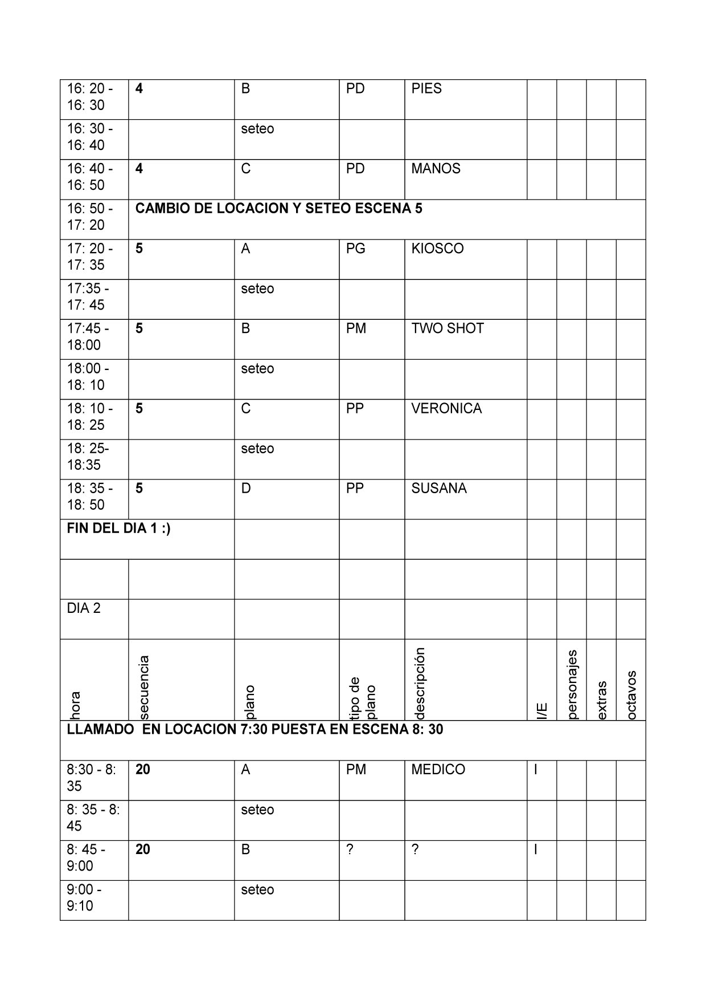 16: 20 - 4 B PD PIES
16: 30
16: 30 - seteo
16: 40
16: 40 - 4 C PD MANOS
16: 50
16: 50 - CAMBIO DE LOCACION Y SETEO ESCENA 5
17: 20
17: 20 - 5 A PG KIOSCO
17: 35
17:35 - seteo
17: 45
17:45 - 5 B PM TWO SHOT
18:00
18:00 - seteo
18: 10
18: 10 - 5 C PP VERONICA
18: 25
18: 25- seteo
18:35
18: 35 - 5 D PP SUSANA
18: 50
FIN DEL DIA 1 :)
DIA 2
hora secuencia plano tipo de plano descripción I/E personajes extras octavos
LLAMADO  EN LOCACION 7:30 PUESTA EN ESCENA 8: 30
8:30 - 8: 20 A PM MEDICO I
35
8: 35 - 8: seteo
45
8: 45 - 20 B ? ? I
9:00
9:00 - seteo
9:10